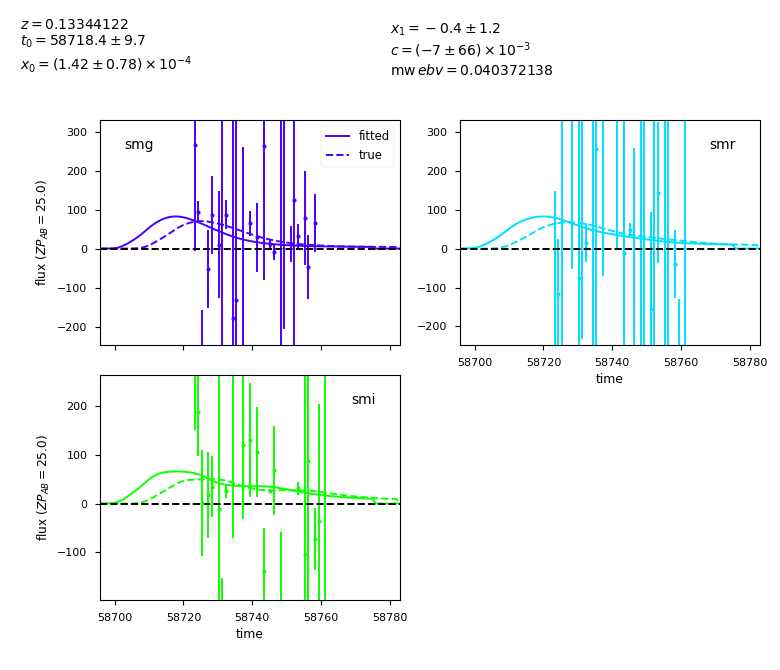 z = 0.13344122
t₀ = 58718.4 ± 9.7
x₀ = (1.42 ± 0.78) × 10⁻⁴
x₁ = −0.4 ± 1.2
c = (−7 ± 66) × 10⁻³
mw ebv = 0.040372138
smg
fitted
true
flux (ZP_AB = 25.0)
300
200
100
0
−100
−200
smr
300
200
100
0
−100
−200
58700 58720 58740 58760 58780
time
smi
flux (ZP_AB = 25.0)
200
100
0
−100
58700 58720 58740 58760 58780
time